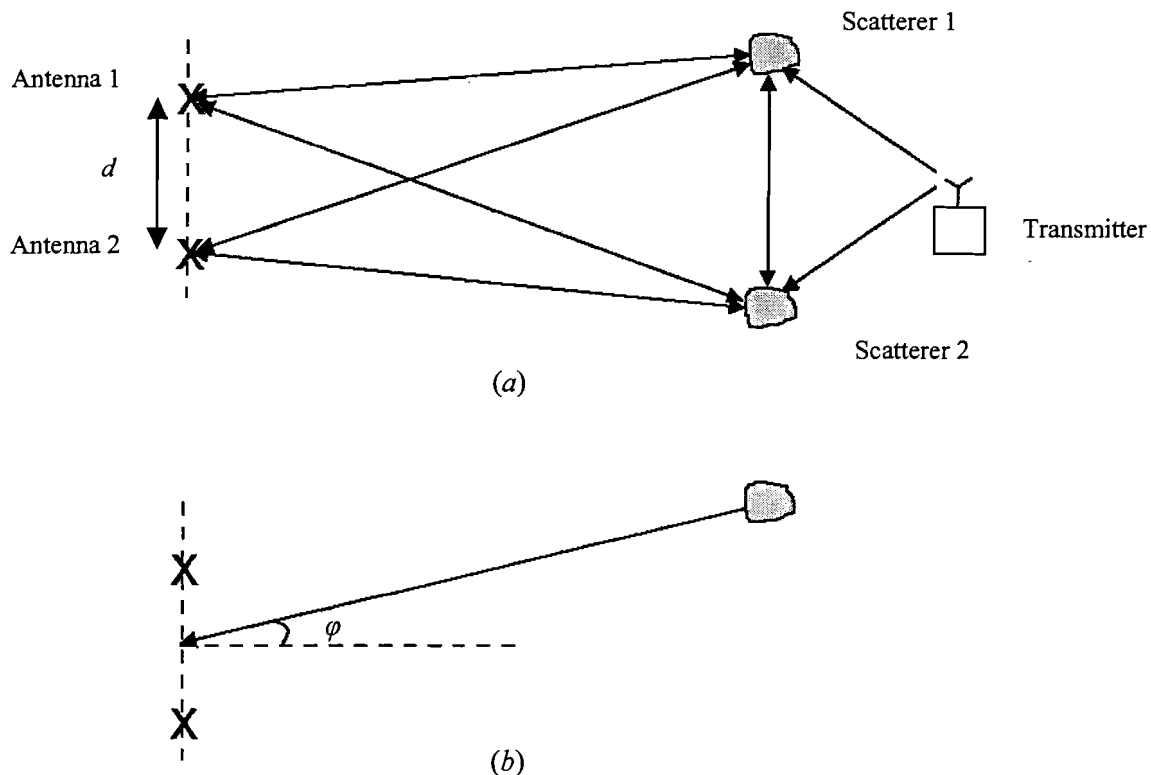 Scatterer 1
Antenna 1
d
Antenna 2
Transmitter
Scatterer 2
(a)
φ
(b)